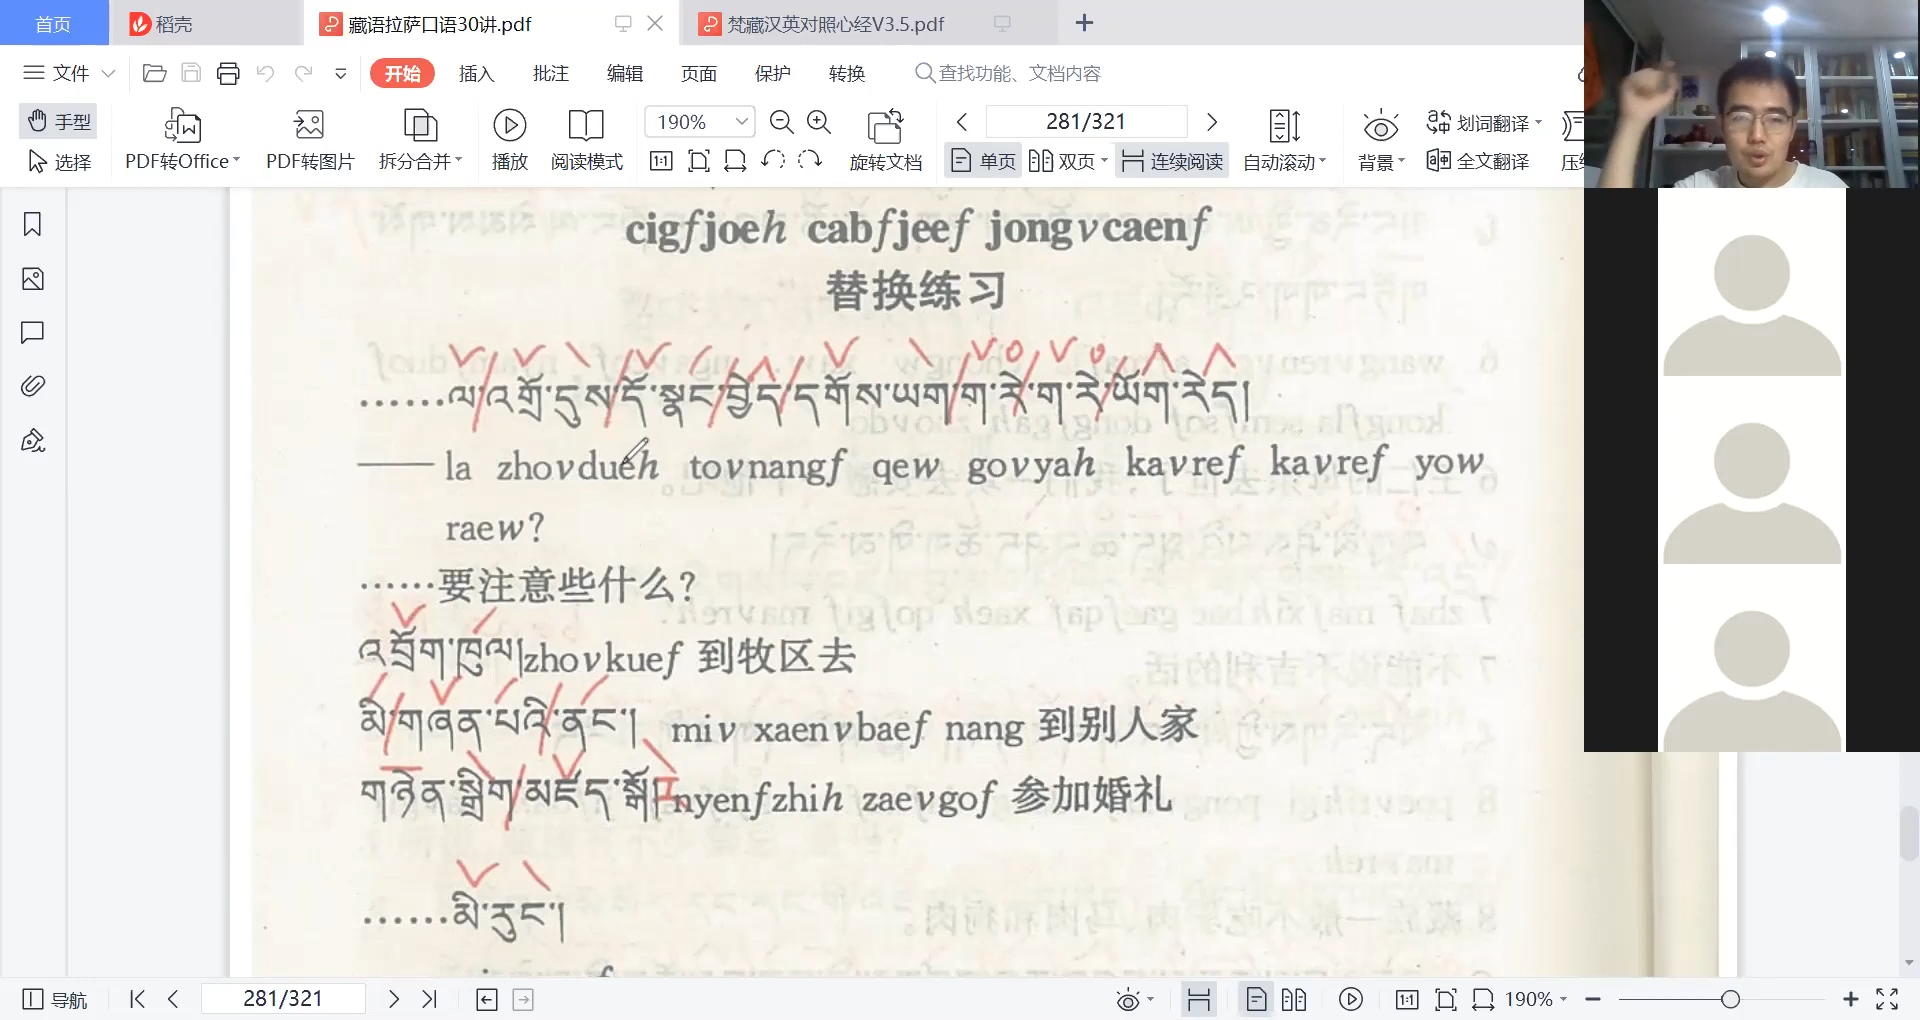 首页 稻壳 藏语拉萨口语30讲.pdf 梵藏汉英对照心经V3.5.pdf
文件 开始 插入 批注 编辑 页面 保护 转换 查找功能、文档内容
手型 190% 281/321 划词翻译
选择 PDF转Office PDF转图片 拆分合并 播放 阅读模式 旋转文档 单页 双页 连续阅读 自动滚动 背景 全文翻译
cigfjoeh cabfjeef jongvcaenf
替换练习
……ལ་འགྲོ་དུས་དོ་སྣང་བྱེད་དགོས་ཡག་ག་རེ་ག་རེ་ཡོག་རེད།
—— la zhovdueh tovnangf qew govyah kavref kavref yow
raew?
……要注意些什么?
འབྲོག་ཁུལ། zhovkuef 到牧区去
མི་གཞན་པའི་ནང་། miv xaenvbaef nang 到别人家
གཉེན་སྒྲིག་མཛད་སྒོ། nyenfzhih zaevgof 参加婚礼
……མི་རུང་།
导航 281/321 190%